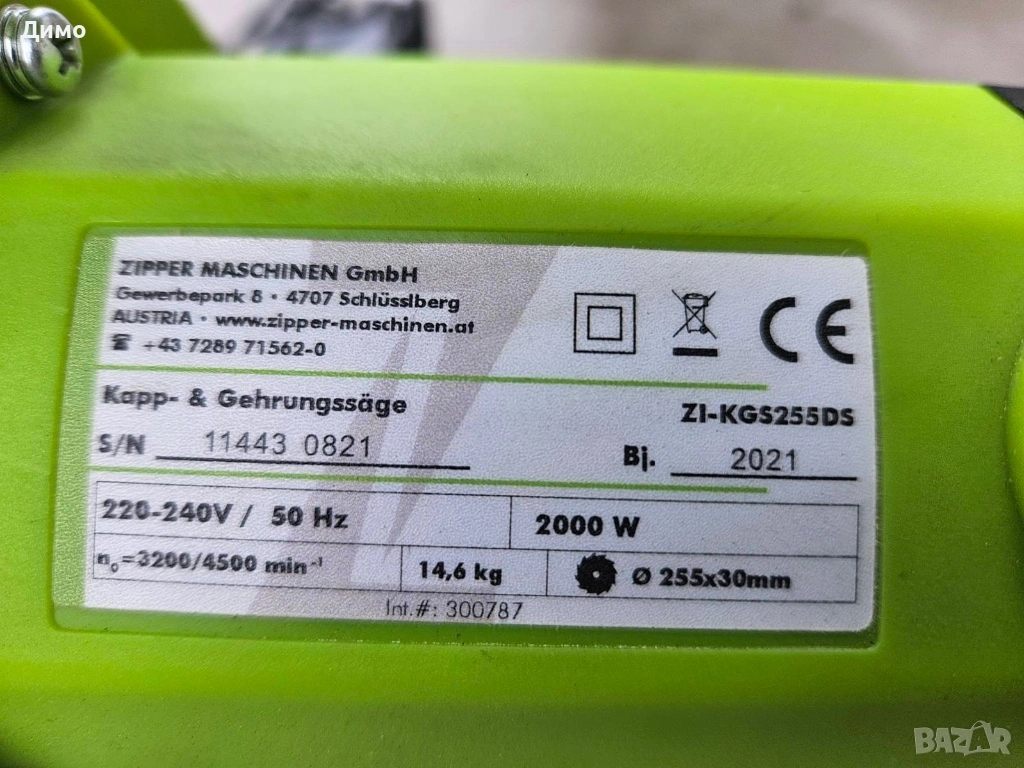 Димо
ZIPPER MASCHINEN GmbH
Gewerbepark 8 • 4707 Schlüsslberg
AUSTRIA • www.zipper-maschinen.at
☎ +43 7289 71562-0
CE
Kapp- & Gehrungssäge ZI-KGS255DS
S/N 11443 0821 Bj. 2021
220-240V / 50 Hz 2000 W
n₀=3200/4500 min⁻¹ 14,6 kg Ø 255x30mm
Int.#: 300787
BAZAR